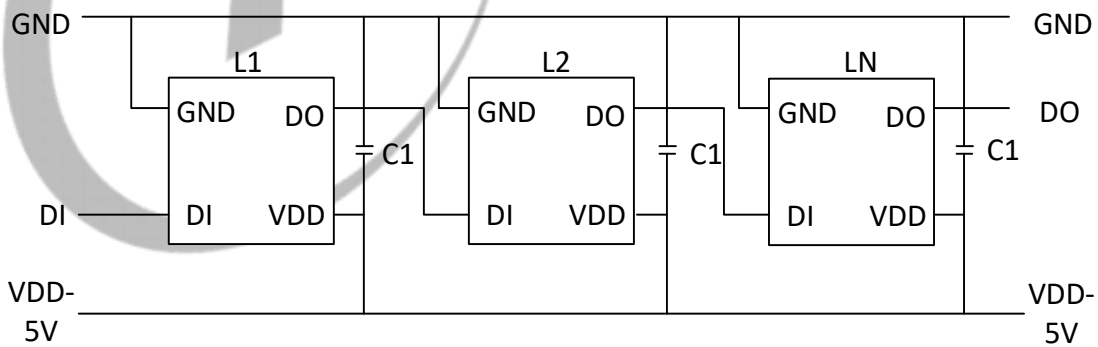 GND
GND
L1
L2
LN
GND
DO
GND
DO
GND
DO
DO
C1
C1
C1
DI
DI
VDD
DI
VDD
DI
VDD
VDD-
5V
VDD-
5V